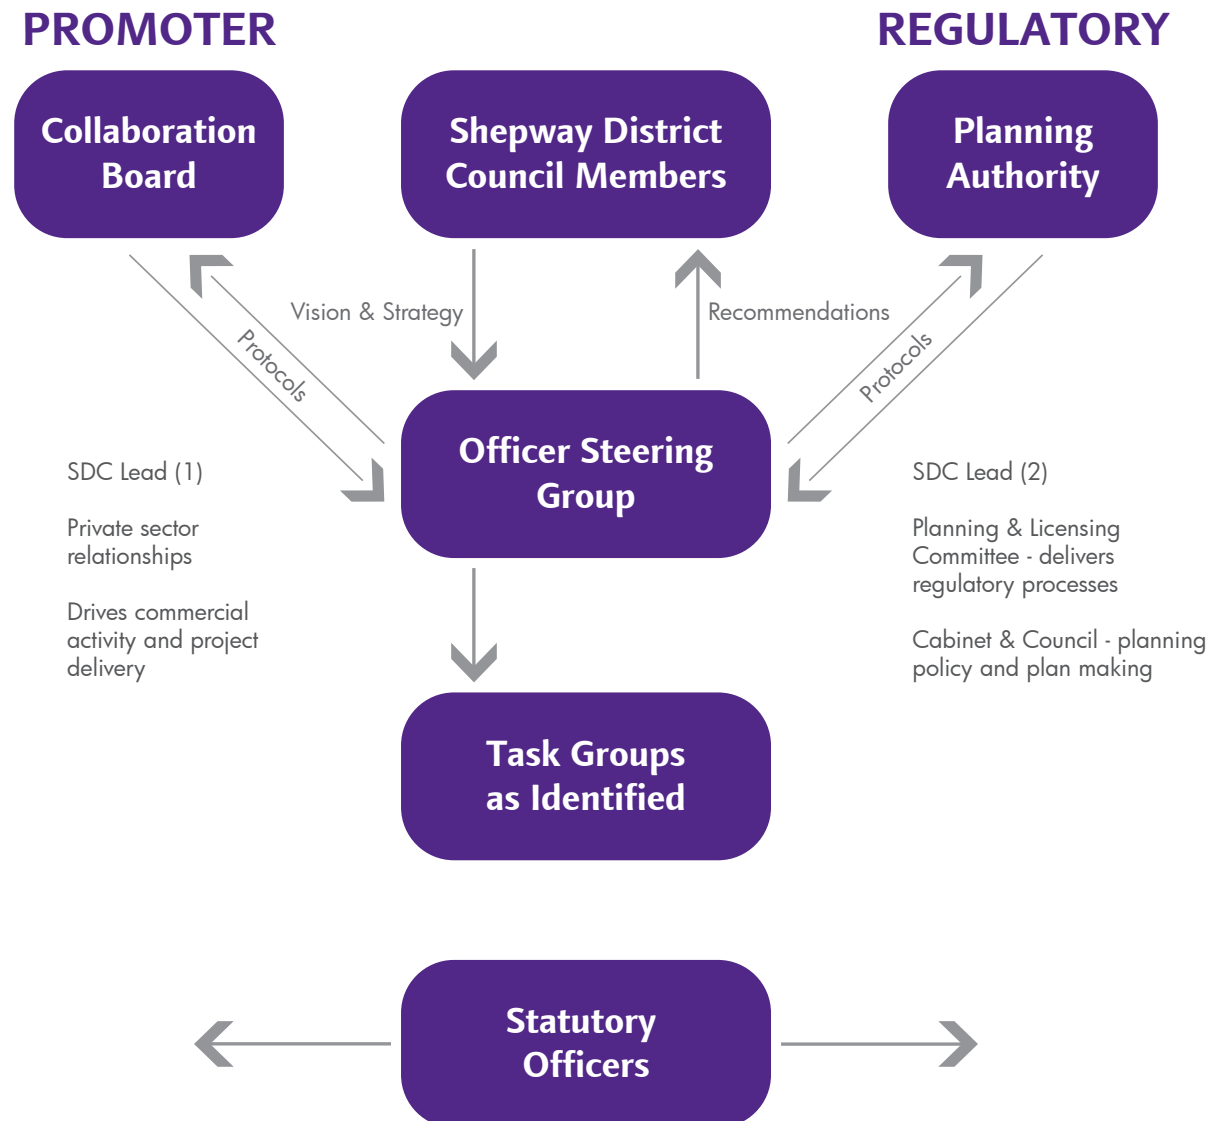 PROMOTER
REGULATORY
Collaboration
Board
Shepway District
Council Members
Planning
Authority
Vision & Strategy
Recommendations
Protocols
Protocols
Officer Steering
Group
SDC Lead (1)
Private sector
relationships
Drives commercial
activity and project
delivery
SDC Lead (2)
Planning & Licensing
Committee - delivers
regulatory processes
Cabinet & Council - planning
policy and plan making
Task Groups
as Identified
Statutory
Officers